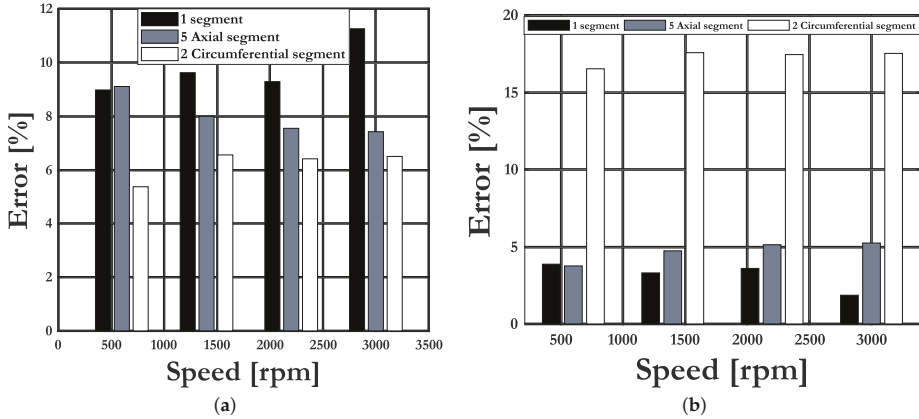 12
10
8
6
4
2
0
Error [%]
1 segment
5 Axial segment
2 Circumferential segment
0
500
1000
1500
2000
2500
3000
3500
Speed [rpm]
(a)
20
15
10
5
0
Error [%]
1 segment
5 Axial segment
2 Circumferential segment
500
1000
1500
2000
2500
3000
Speed [rpm]
(b)